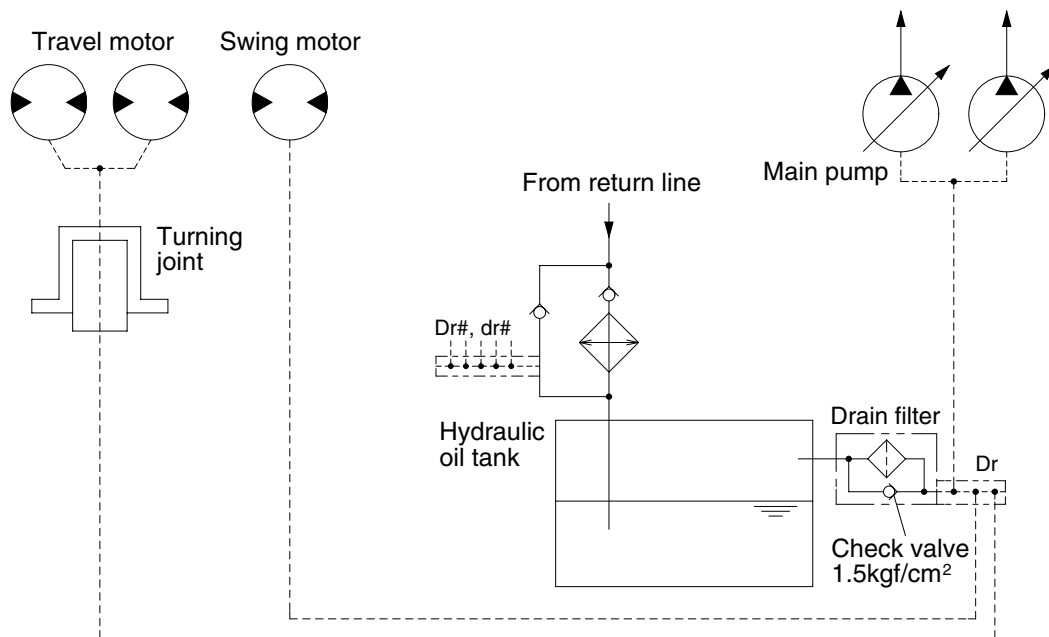 Travel motor
Swing motor
Main pump
From return line
Turning
joint
Dr#, dr#
Hydraulic
oil tank
Drain filter
Dr
Check valve
1.5kgf/cm²